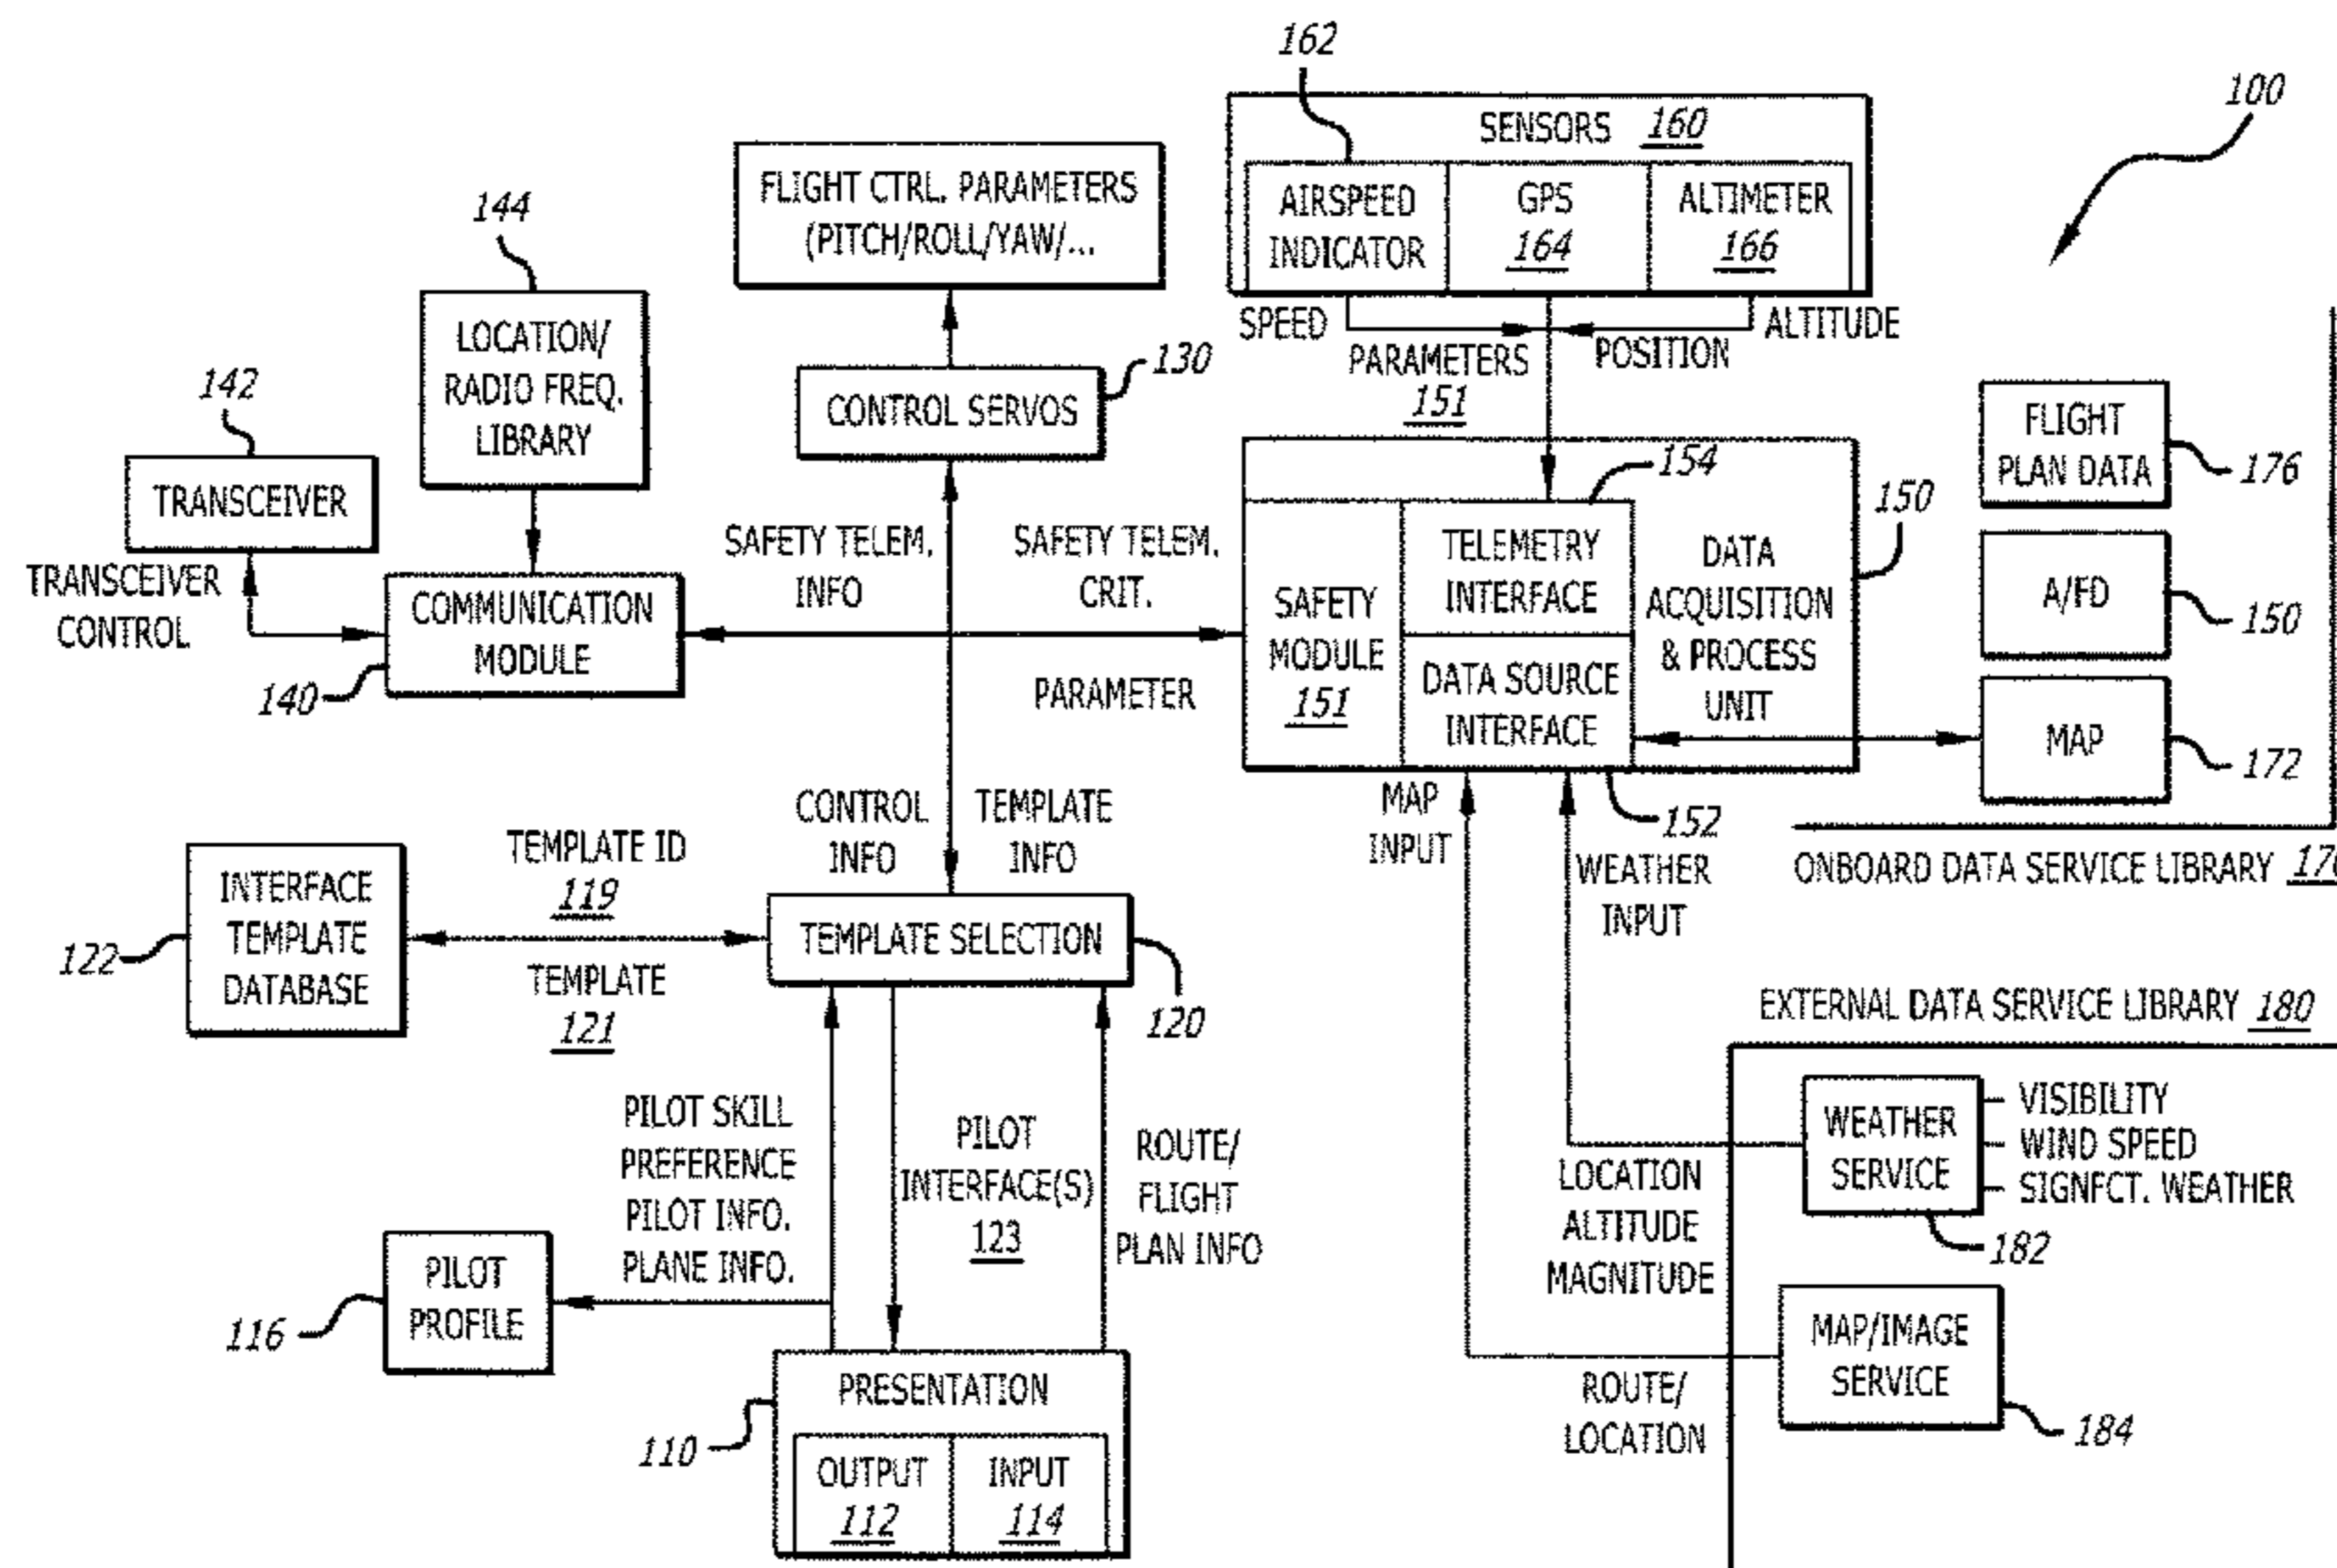 162
100
SENSORS 160
AIRSPEED
INDICATOR
GPS
164
ALTIMETER
166
FLIGHT CTRL. PARAMETERS
(PITCH/ROLL/YAW/...
144
LOCATION/
RADIO FREQ.
LIBRARY
SPEED
ALTITUDE
PARAMETERS
151
POSITION
130
CONTROL SERVOS
142
TRANSCEIVER
FLIGHT
PLAN DATA
176
154
150
TRANSCEIVER
CONTROL
COMMUNICATION
MODULE
140
SAFETY TELEM.
INFO
SAFETY TELEM.
CRIT.
PARAMETER
SAFETY
MODULE
151
TELEMETRY
INTERFACE
DATA SOURCE
INTERFACE
DATA
ACQUISITION
& PROCESS
UNIT
A/FD
150
MAP
172
152
MAP
INPUT
WEATHER
INPUT
ONBOARD DATA SERVICE LIBRARY
CONTROL
INFO
TEMPLATE
INFO
INTERFACE
TEMPLATE
DATABASE
122
TEMPLATE ID
119
TEMPLATE
121
TEMPLATE SELECTION
120
EXTERNAL DATA SERVICE LIBRARY 180
WEATHER
SERVICE
VISIBILITY
WIND SPEED
SIGNFCT. WEATHER
182
LOCATION
ALTITUDE
MAGNITUDE
PILOT SKILL
PREFERENCE
PILOT INFO.
PLANE INFO.
PILOT
INTERFACE(S)
123
ROUTE/
FLIGHT
PLAN INFO
PILOT
PROFILE
116
MAP/IMAGE
SERVICE
184
ROUTE/
LOCATION
PRESENTATION
110
OUTPUT
112
INPUT
114